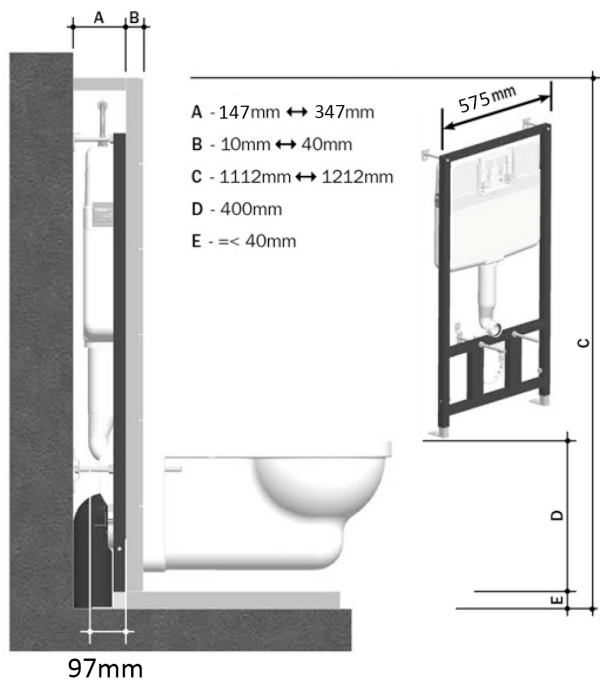 A B
575mm
A - 147mm ↔ 347mm
B - 10mm ↔ 40mm
C - 1112mm ↔ 1212mm
D - 400mm
E - =< 40mm
C
D
E
97mm